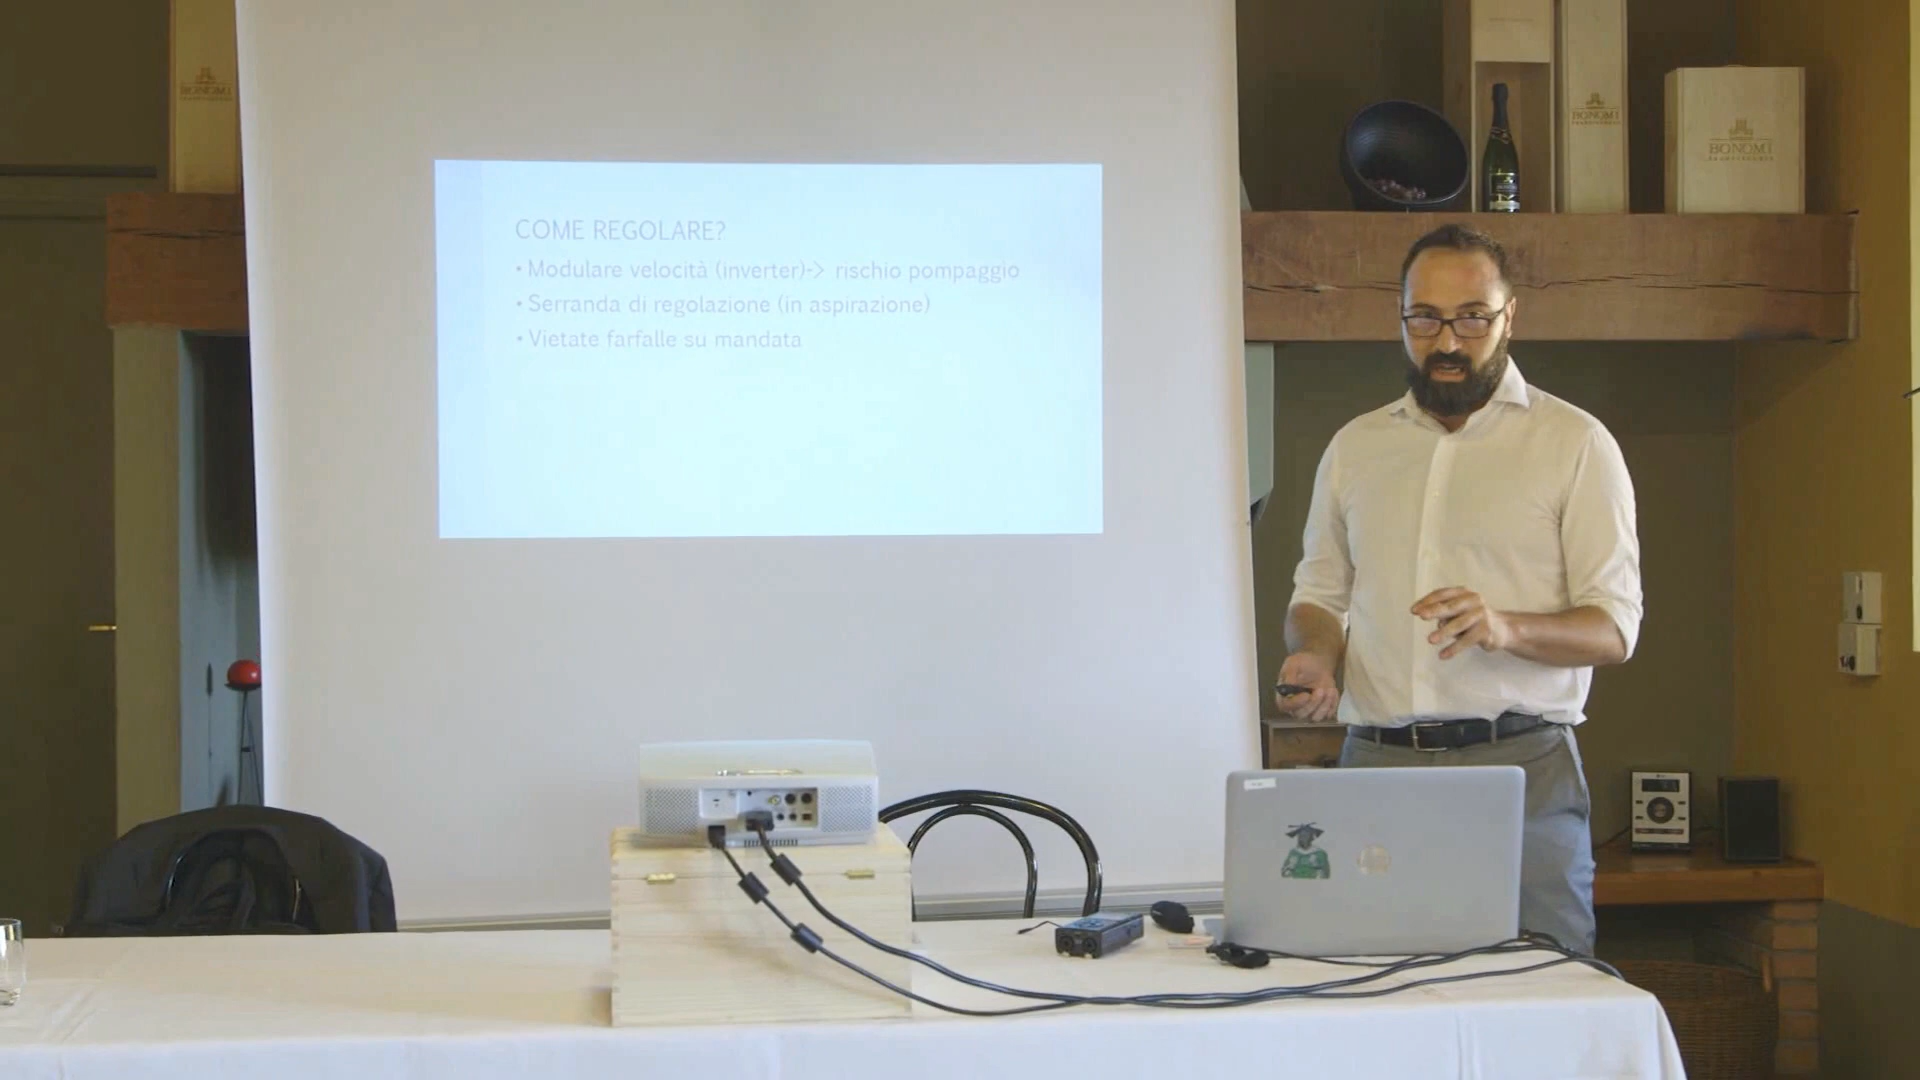 BONOMI
COME REGOLARE?
• Modulare velocità (inverter)-> rischio pompaggio
• Serranda di regolazione (in aspirazione)
• Vietate farfalle su mandata
BONOMI
BONOMI